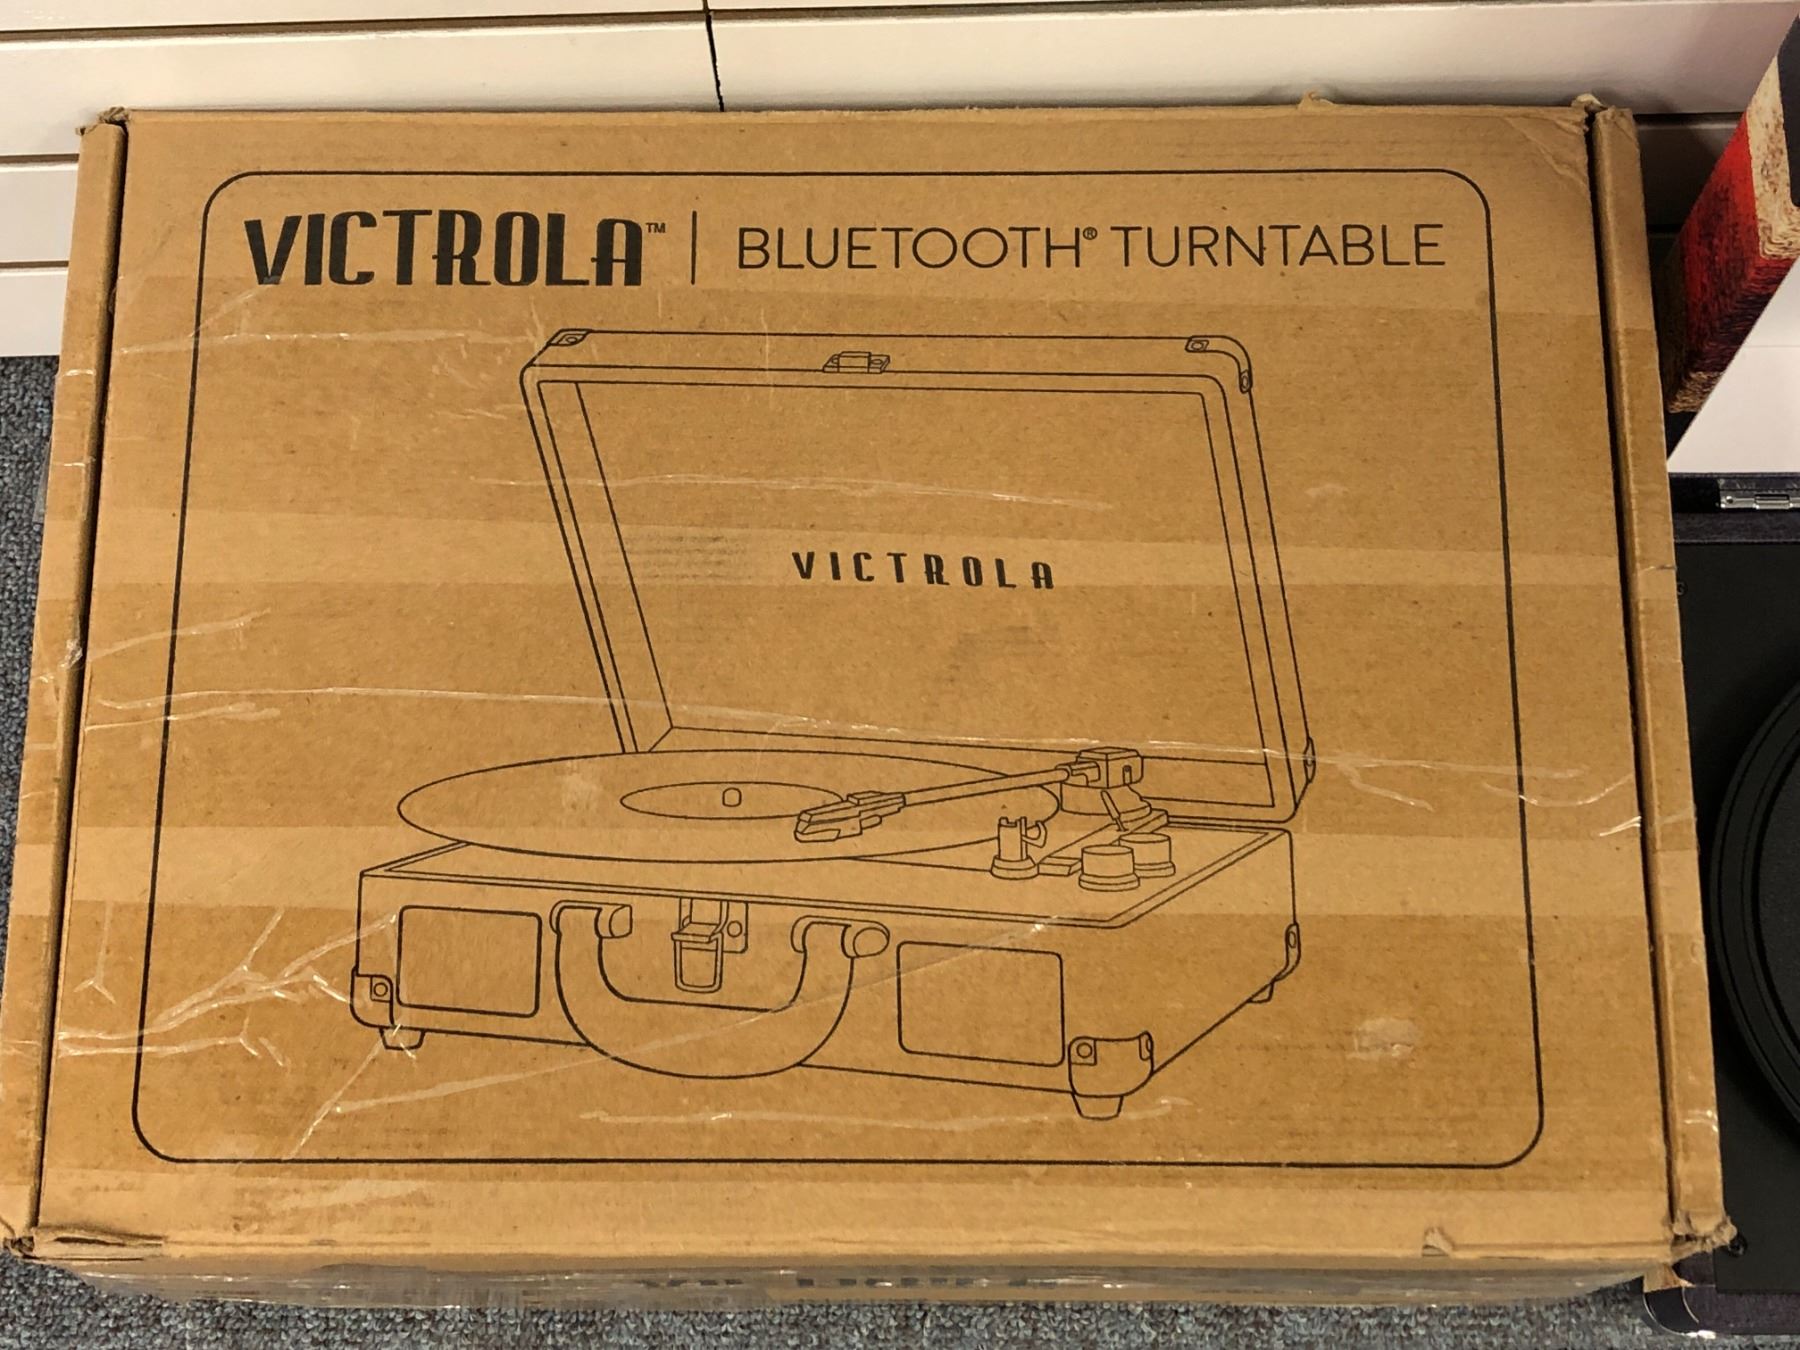 VICTROLA™ | BLUETOOTH® TURNTABLE
VICTROLA